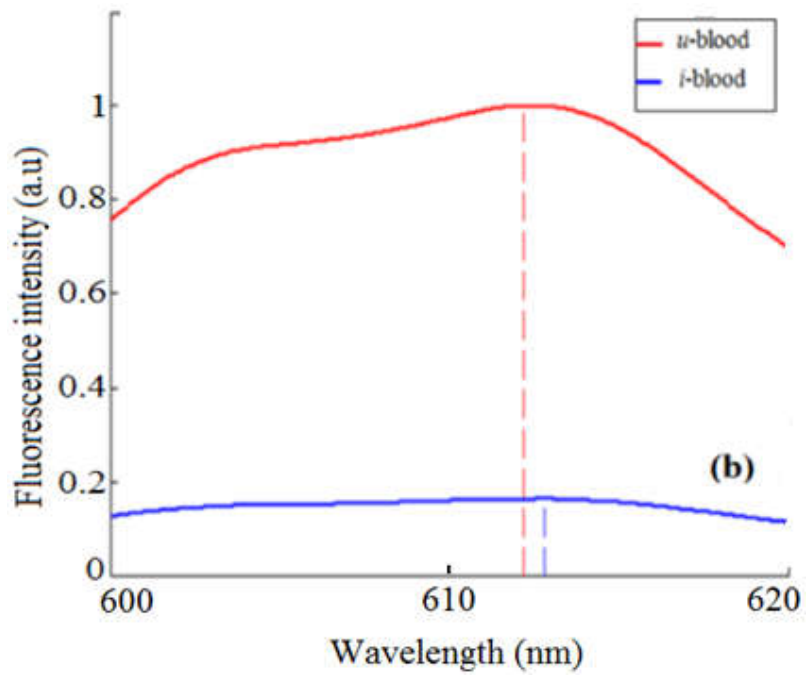 u-blood
i-blood
Fluorescence intensity (a.u)
1
0.8
0.6
0.4
0.2
0
(b)
600
610
620
Wavelength (nm)